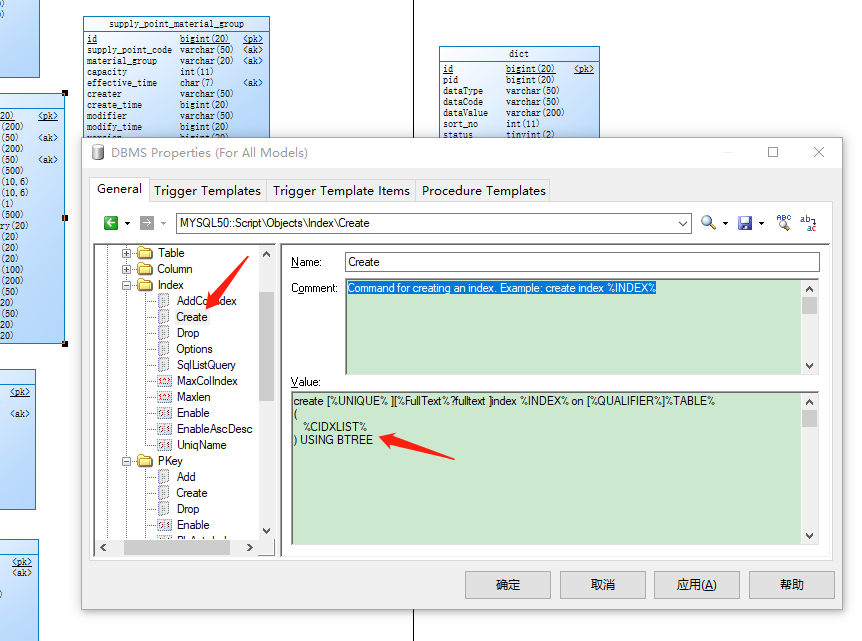 )
supply_point_material_group
id bigint(20) <pk>
supply_point_code varchar(50) <ak>
material_group varchar(20) <ak>
capacity int(11)
effective_time char(7) <ak>
creater varchar(50)
create_time bigint(20)
modifier varchar(50)
modify_time bigint(20)
dict
id bigint(20) <pk>
pid bigint(20)
dataType varchar(50)
dataCode varchar(50)
dataValue varchar(200)
sort_no int(11)
status tinyint(2)
20) <pk>
(200)
(50) <ak>
(200)
(50) <ak>
(500)
(10,6)
(10,6)
(1)
(500)
ry(20)
(20)
(20)
(20)
(100)
(200)
(50)
20)
(50)
20)
20)
<pk>
<ak>
<pk>
<ak>
)
DBMS Properties (For All Models)
General Trigger Templates Trigger Template Items Procedure Templates
MYSQL50::Script\Objects\Index\Create
ABC
ab
ac
Table
Column
Index
Create
Drop
Options
SqlListQuery
MaxColIndex
Maxlen
Enable
EnableAscDesc
UniqName
PKey
Add
Create
Drop
Enable
Name: Create
Comment: Command for creating an index. Example: create index %INDEX%
Value:
create [%UNIQUE% ][%FullText%?fulltext ]index %INDEX% on [%QUALIFIER%]%TABLE%
(
%CIDXLIST%
) USING BTREE
确定 取消 应用(A) 帮助